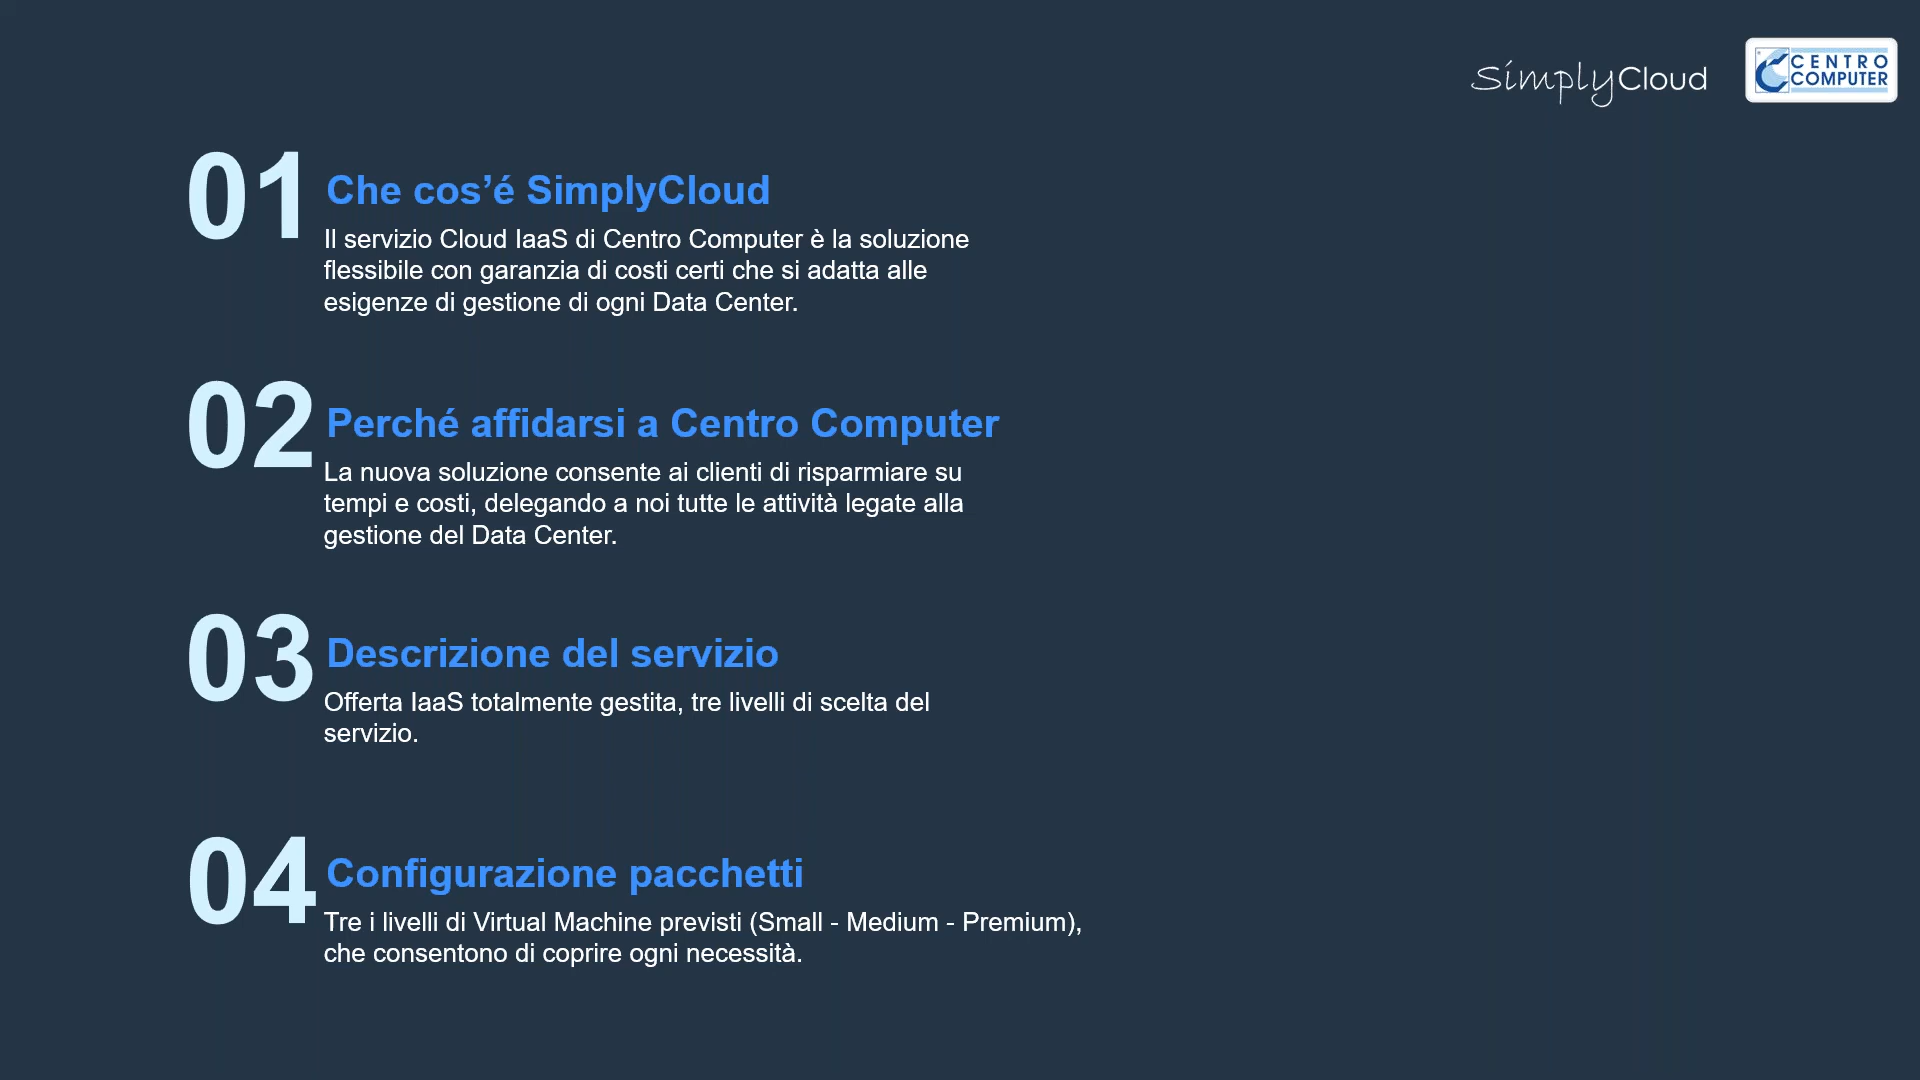 SimplyCloud
CENTRO
COMPUTER
01
Che cos’é SimplyCloud
Il servizio Cloud IaaS di Centro Computer è la soluzione
flessibile con garanzia di costi certi che si adatta alle
esigenze di gestione di ogni Data Center.
02
Perché affidarsi a Centro Computer
La nuova soluzione consente ai clienti di risparmiare su
tempi e costi, delegando a noi tutte le attività legate alla
gestione del Data Center.
03
Descrizione del servizio
Offerta IaaS totalmente gestita, tre livelli di scelta del
servizio.
04
Configurazione pacchetti
Tre i livelli di Virtual Machine previsti (Small - Medium - Premium),
che consentono di coprire ogni necessità.